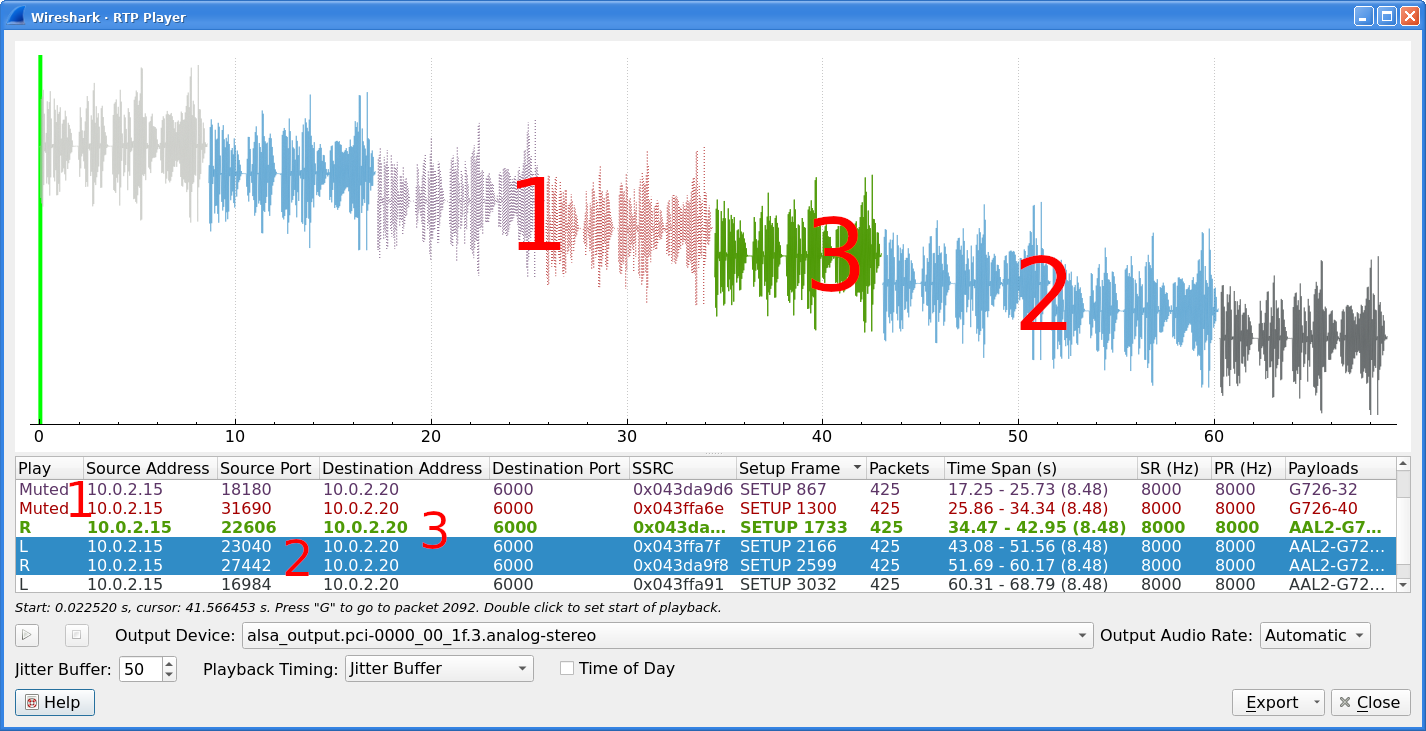 Wireshark · RTP Player
1
3
2
0 10 20 30 40 50 60
Play Source Address Source Port Destination Address Destination Port SSRC Setup Frame Packets Time Span (s) SR (Hz) PR (Hz) Payloads
Muted 10.0.2.15 18180 10.0.2.20 6000 0x043da9d6 SETUP 867 425 17.25 - 25.73 (8.48) 8000 8000 G726-32
1
Muted 10.0.2.15 31690 10.0.2.20 6000 0x043ffa6e SETUP 1300 425 25.86 - 34.34 (8.48) 8000 8000 G726-40
R 10.0.2.15 22606 10.0.2.20 6000 0x043da... SETUP 1733 425 34.47 - 42.95 (8.48) 8000 8000 AAL2-G7...
3
L 10.0.2.15 23040 10.0.2.20 6000 0x043ffa7f SETUP 2166 425 43.08 - 51.56 (8.48) 8000 8000 AAL2-G72...
2
R 10.0.2.15 27442 10.0.2.20 6000 0x043da9f8 SETUP 2599 425 51.69 - 60.17 (8.48) 8000 8000 AAL2-G72...
L 10.0.2.15 16984 10.0.2.20 6000 0x043ffa91 SETUP 3032 425 60.31 - 68.79 (8.48) 8000 8000 AAL2-G72...
Start: 0.022520 s, cursor: 41.566453 s. Press "G" to go to packet 2092. Double click to set start of playback.
Output Device: alsa_output.pci-0000_00_1f.3.analog-stereo Output Audio Rate: Automatic
Jitter Buffer: 50 Playback Timing: Jitter Buffer Time of Day
Help Export Close